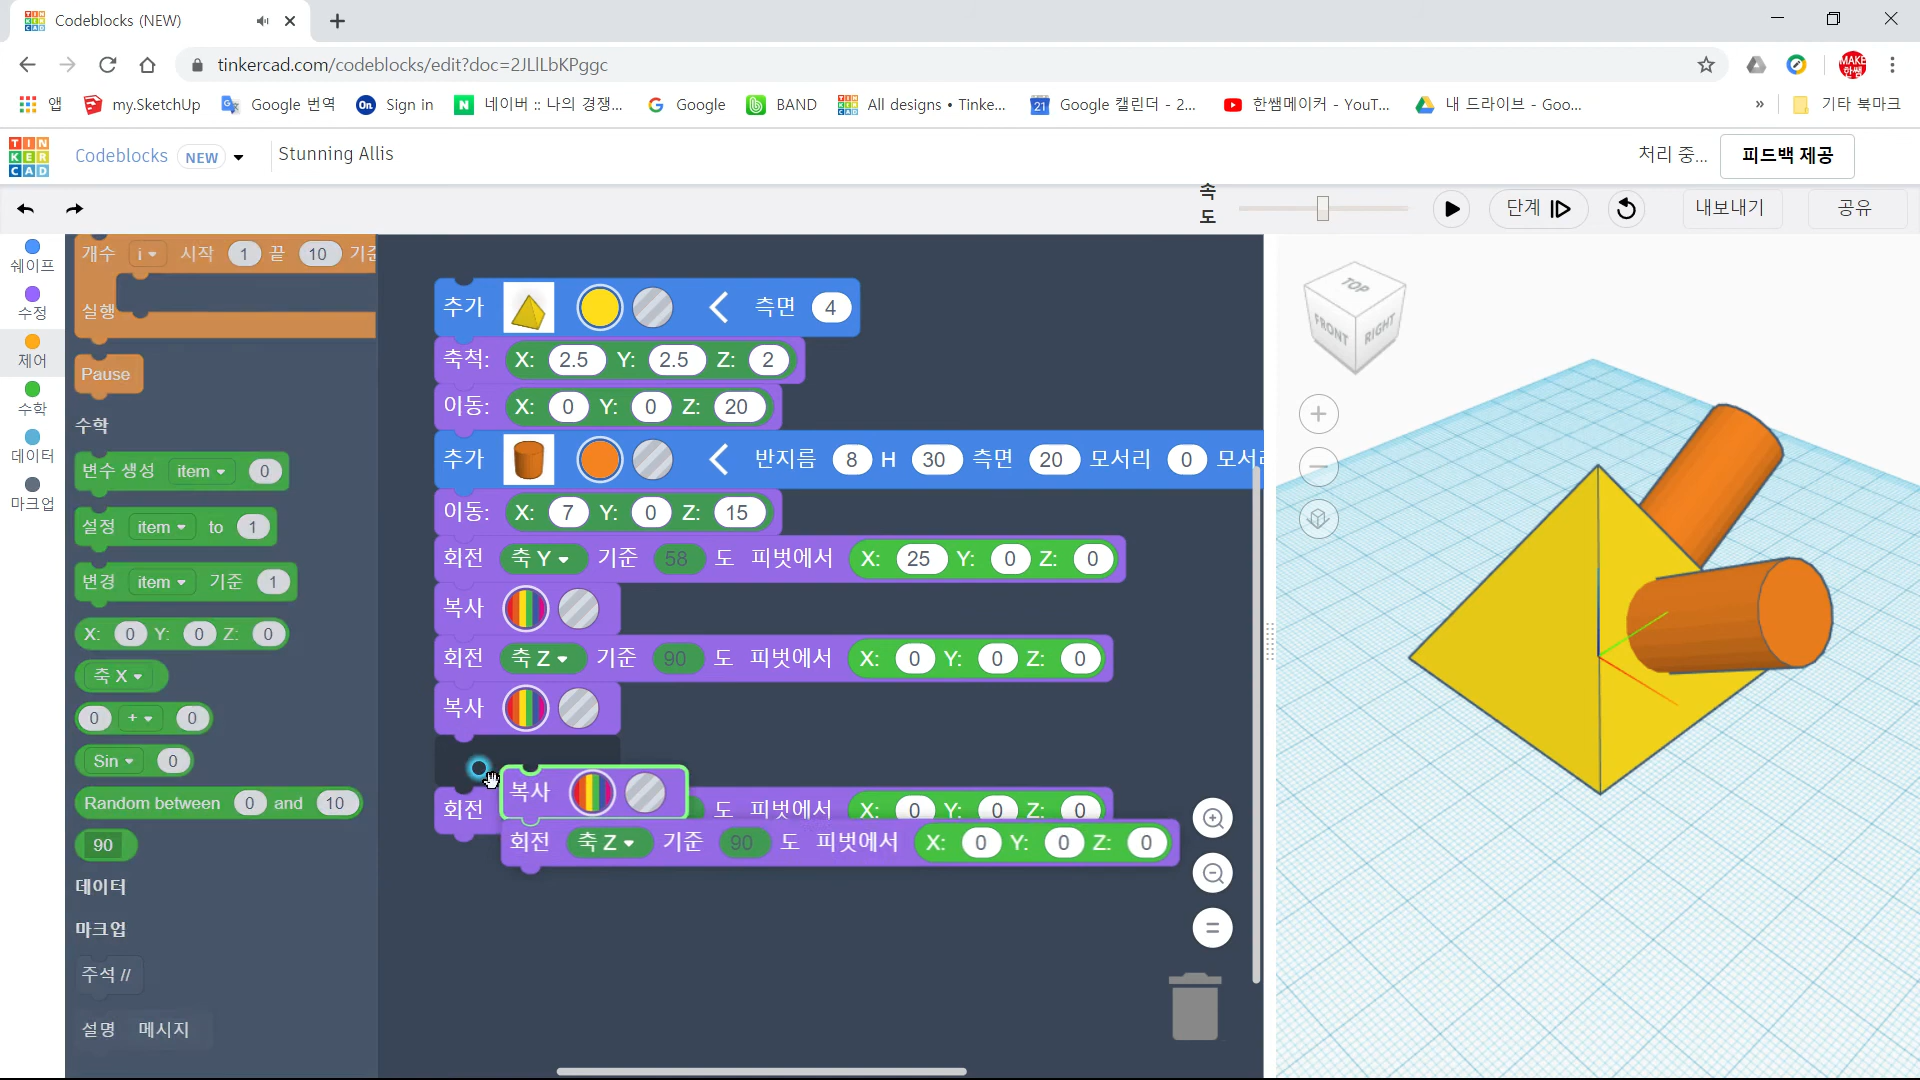 Codeblocks (NEW)
tinkercad.com/codeblocks/edit?doc=2JLlLbKPggc
MAKE
한쌤
앱 my.SketchUp Google 번역 On Sign in N 네이버 :: 나의 경쟁... Google BAND All designs • Tinke... 21 Google 캘린더 - 2... 한쌤메이커 - YouT... 내 드라이브 - Goo... » 기타 북마크
TIN
KER
CAD
Codeblocks NEW Stunning Allis 처리 중... 피드백 제공
속
도
단계 내보내기 공유
쉐이프
수정
제어
수학
데이터
마크업
개수 i 시작 1 끝 10 기준
실행
Pause
수학
변수 생성 item 0
설정 item to 1
변경 item 기준 1
X: 0 Y: 0 Z: 0
축 X
0 + 0
Sin 0
Random between 0 and 10
90
데이터
마크업
주석 //
설명 메시지
추가 측면 4
축척: X: 2.5 Y: 2.5 Z: 2
이동: X: 0 Y: 0 Z: 20
추가 반지름 8 H 30 측면 20 모서리 0 모서리
이동: X: 7 Y: 0 Z: 15
회전 축 Y 기준 58 도 피벗에서 X: 25 Y: 0 Z: 0
복사
회전 축 Z 기준 90 도 피벗에서 X: 0 Y: 0 Z: 0
복사
복사
회전 도 피벗에서 X: 0 Y: 0 Z: 0
회전 축 Z 기준 90 도 피벗에서 X: 0 Y: 0 Z: 0
TOP
FRONT RIGHT